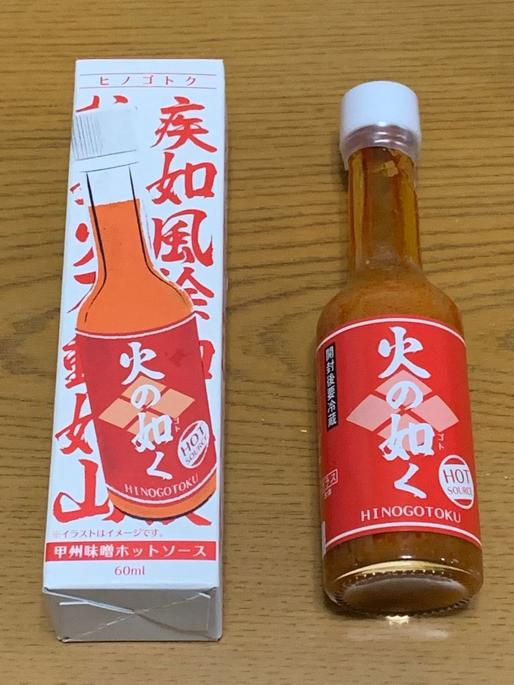 ヒノゴトク
疾如風
山
火の如く
ゴト
HOT
SOURCE
HINOGOTOKU
※イラストはイメージです。
甲州味噌ホットソース
60ml
開封後要冷蔵
火の如く
ゴト
HOT
SOURCE
HINOGOTOKU